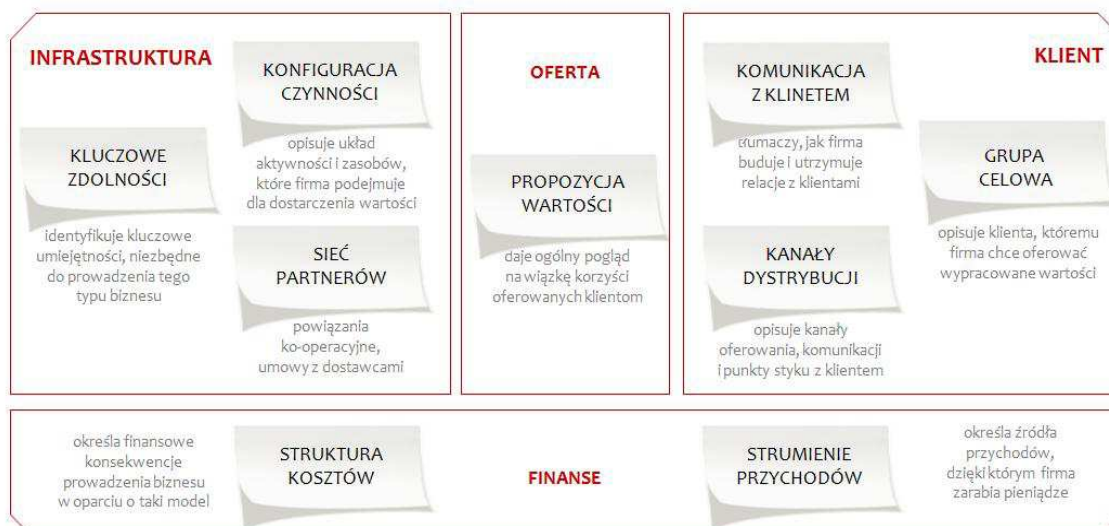 INFRASTRUKTURA
KONFIGURACJA
CZYNNOŚCI
opisuje układ
aktywności i zasobów,
które firma podejmuje
dla dostarczenia wartości
KLUCZOWE
ZDOLNOŚCI
identyfikuje kluczowe
umiejętności, niezbędne
do prowadzenia tego
typu biznesu
SIEĆ
PARTNERÓW
powiązania
ko-operacyjne,
umowy z dostawcami
OFERTA
PROPOZYCJA
WARTOŚCI
daje ogólny pogląd
na wiązkę korzyści
oferowanych klientom
KLIENT
KOMUNIKACJA
Z KLINETEM
tłumaczy, jak firma
buduje i utrzymuje
relacje z klientami
GRUPA
CELOWA
opisuje klienta, któremu
firma chce oferować
wypracowane wartości
KANAŁY
DYSTRYBUCJI
opisuje kanały
oferowania, komunikacji
i punkty styku z klientem
określa finansowe
konsekwencje
prowadzenia biznesu
w oparciu o taki model
STRUKTURA
KOSZTÓW
FINANSE
STRUMIENIE
PRZYCHODÓW
określa źródła
przychodów,
dzięki którym firma
zarabia pieniądze